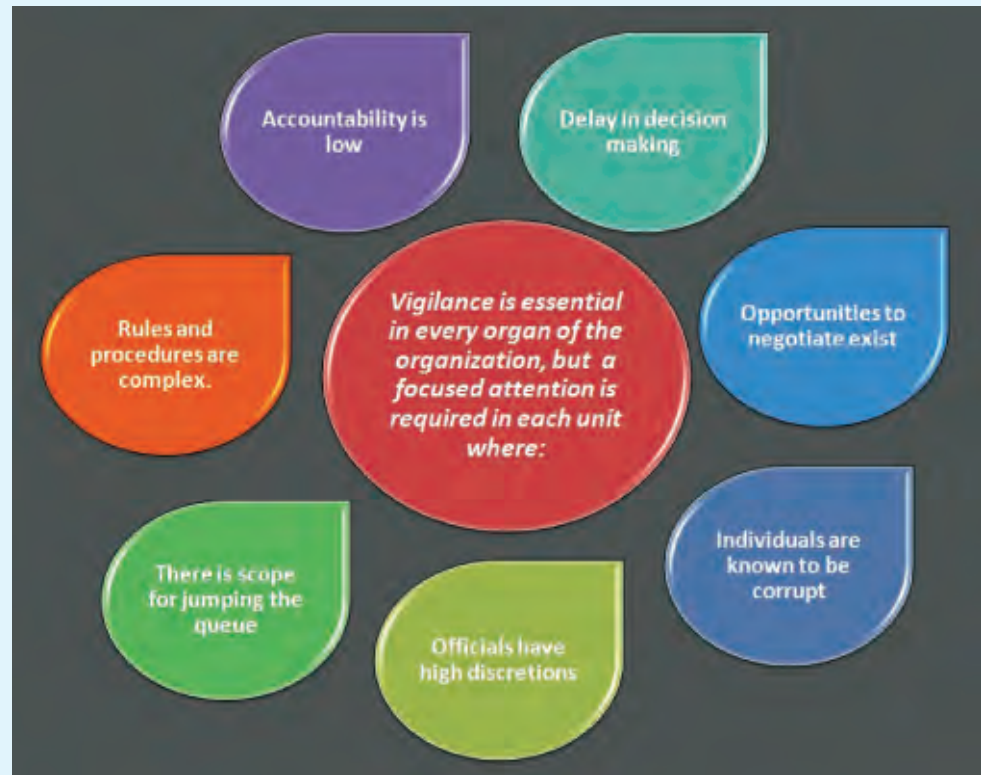 Accountability is
low
Delay in decision
making
Opportunities to
negotiate exist
Individuals are
known to be
corrupt
Officials have
high discretions
There is scope
for jumping the
queue
Rules and
procedures are
complex.
Vigilance is essential
in every organ of the
organization, but a
focused attention is
required in each unit
where: